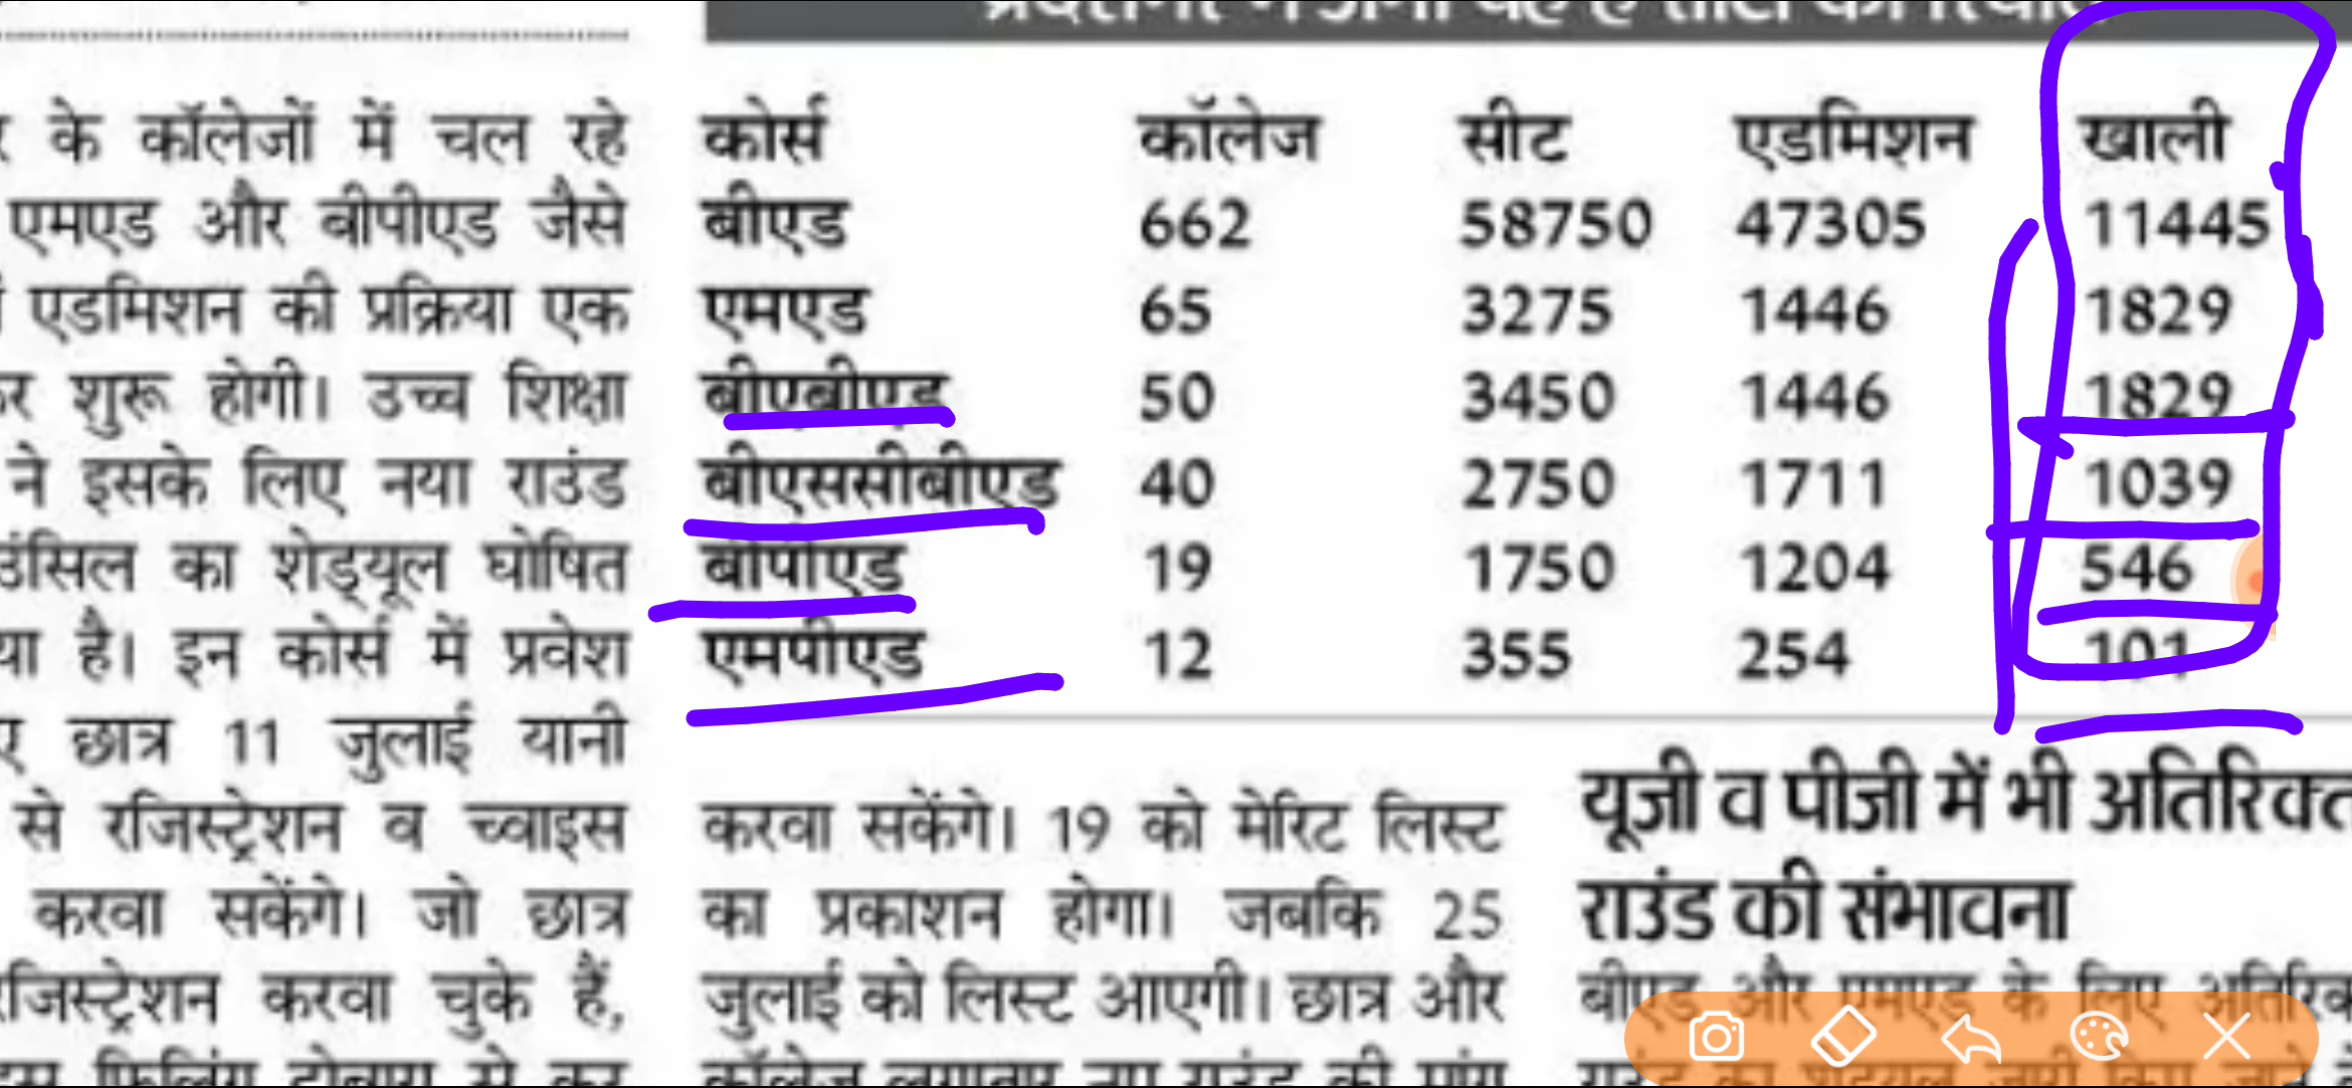 के कॉलेजों में चल रहे
एमएड और बीपीएड जैसे
एडमिशन की प्रक्रिया एक
शुरू होगी। उच्च शिक्षा
ने इसके लिए नया राउंड
का शेड्यूल घोषित
है। इन कोर्स में प्रवेश
छात्र 11 जुलाई यानी
से रजिस्ट्रेशन व च्वाइस
करवा सकेंगे। जो छात्र
रजिस्ट्रेशन करवा चुके हैं,
कोर्स कॉलेज सीट एडमिशन खाली
बीएड 662 58750 47305 11445
एमएड 65 3275 1446 1829
बीएबीएड 50 3450 1446 1829
बीएससीबीएड 40 2750 1711 1039
बीपीएड 19 1750 1204 546
एमपीएड 12 355 254 101
करवा सकेंगे। 19 को मेरिट लिस्ट
का प्रकाशन होगा। जबकि 25
जुलाई को लिस्ट आएगी। छात्र और
यूजी व पीजी में भी अतिरिक्त
राउंड की संभावना
बीएड और एमएड के लिए